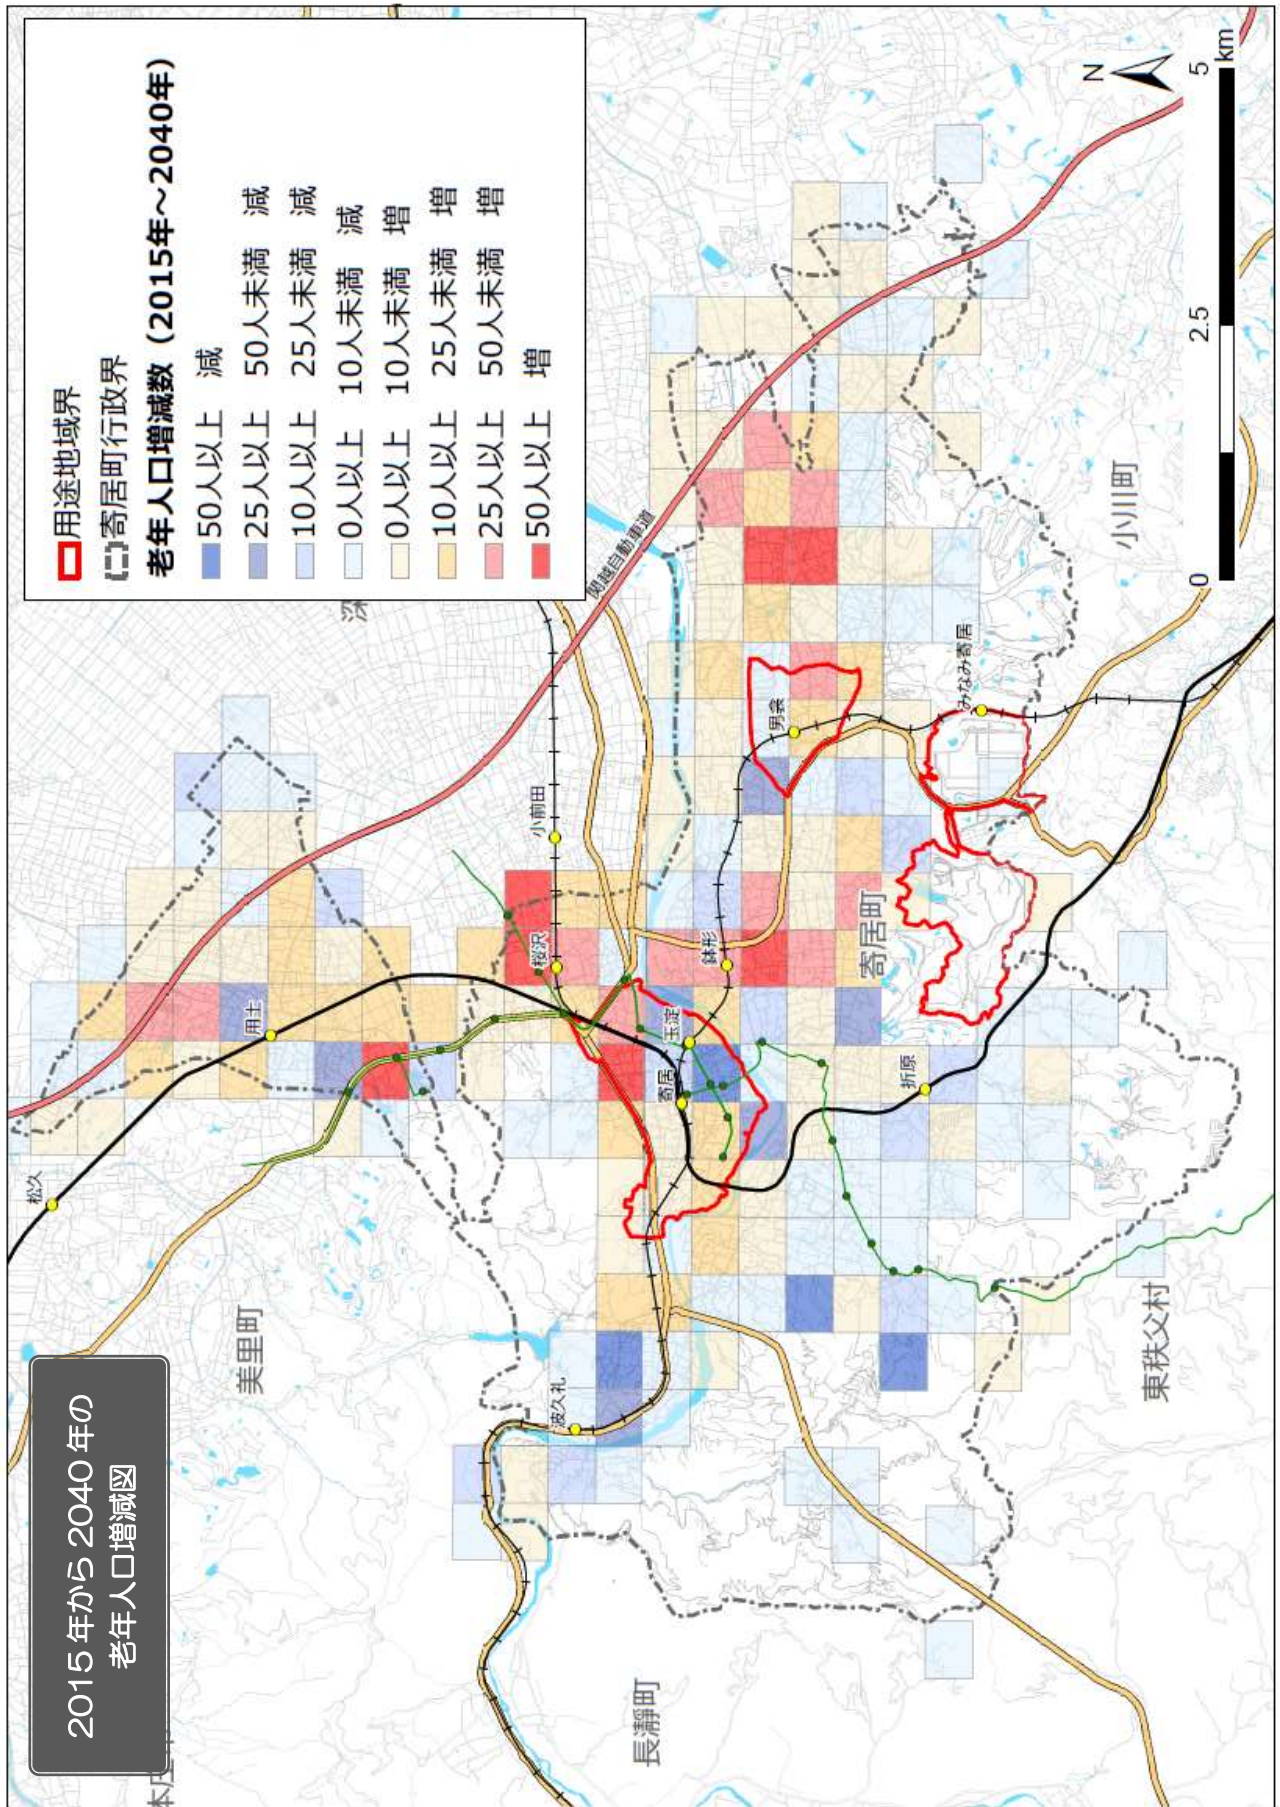 2015年から2040年の
老年人口増減図
用途地域界
寄居町行政界
老年人口増減数（2015年～2040年）
50人以上　減
25人以上　50人未満　減
10人以上　25人未満　減
0人以上　10人未満　減
0人以上　10人未満　増
10人以上　25人未満　増
25人以上　50人未満　増
50人以上　増
松久
用土
美里町
関越自動車道
小前田
桜沢
波久礼
寄居
玉淀
鉢形
男衾
寄居町
折原
みなみ寄居
小川町
東秩父村
長瀞町
N
0 2.5 5
km